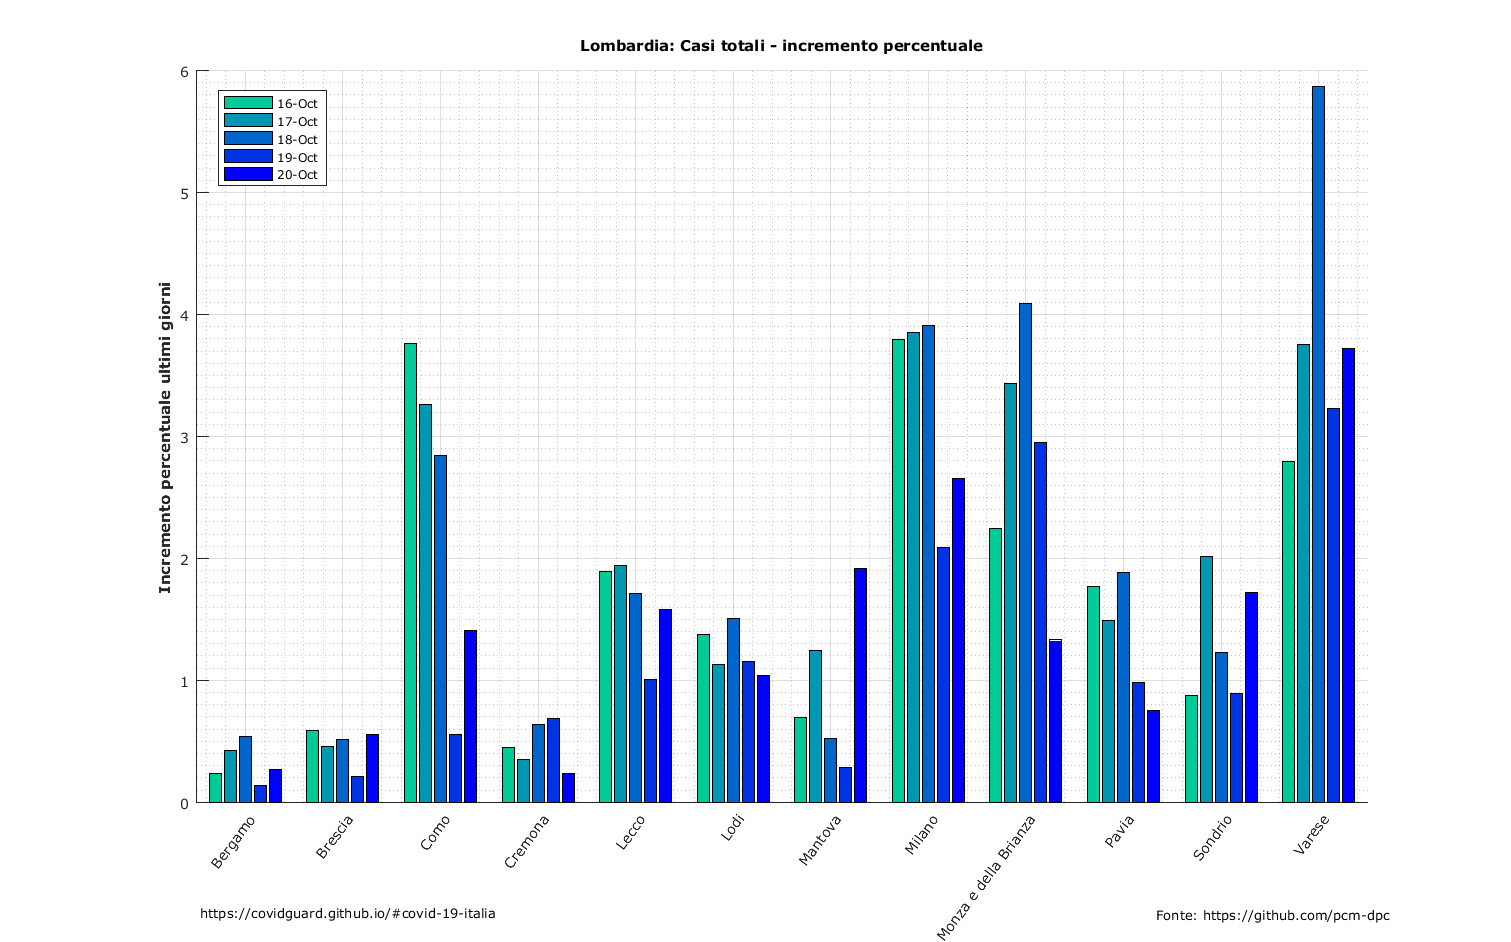 Lombardia: Casi totali - incremento percentuale
6
5
4
3
2
1
0
Incremento percentuale ultimi giorni
16-Oct
17-Oct
18-Oct
19-Oct
20-Oct
Bergamo
Brescia
Como
Cremona
Lecco
Lodi
Mantova
Milano
Monza e della Brianza
Pavia
Sondrio
Varese
https://covidguard.github.io/#covid-19-italia
Fonte: https://github.com/pcm-dpc